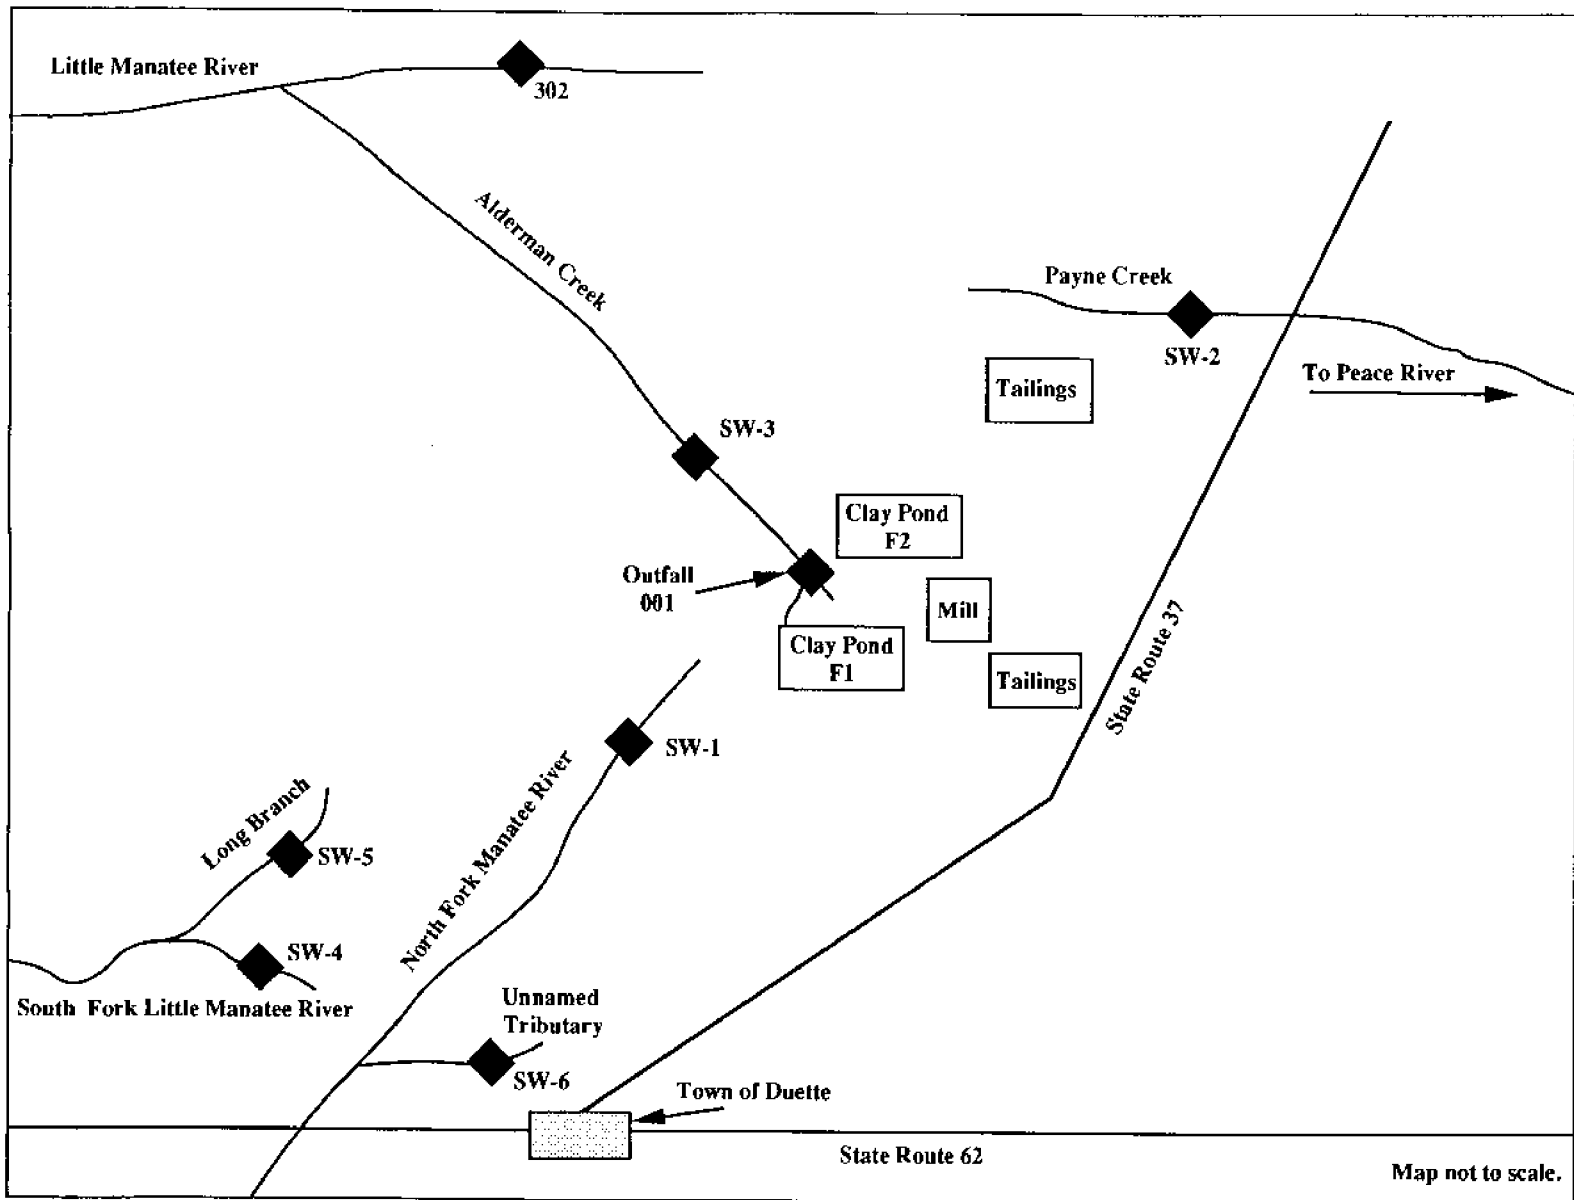 Little Manatee River
302
Alderman Creek
Payne Creek
SW-2
To Peace River
Tailings
SW-3
Clay Pond
F2
Outfall
001
Mill
Clay Pond
F1
Tailings
State Route 37
SW-1
North Fork Manatee River
Long Branch
SW-5
SW-4
South Fork Little Manatee River
Unnamed
Tributary
SW-6
Town of Duette
State Route 62
Map not to scale.